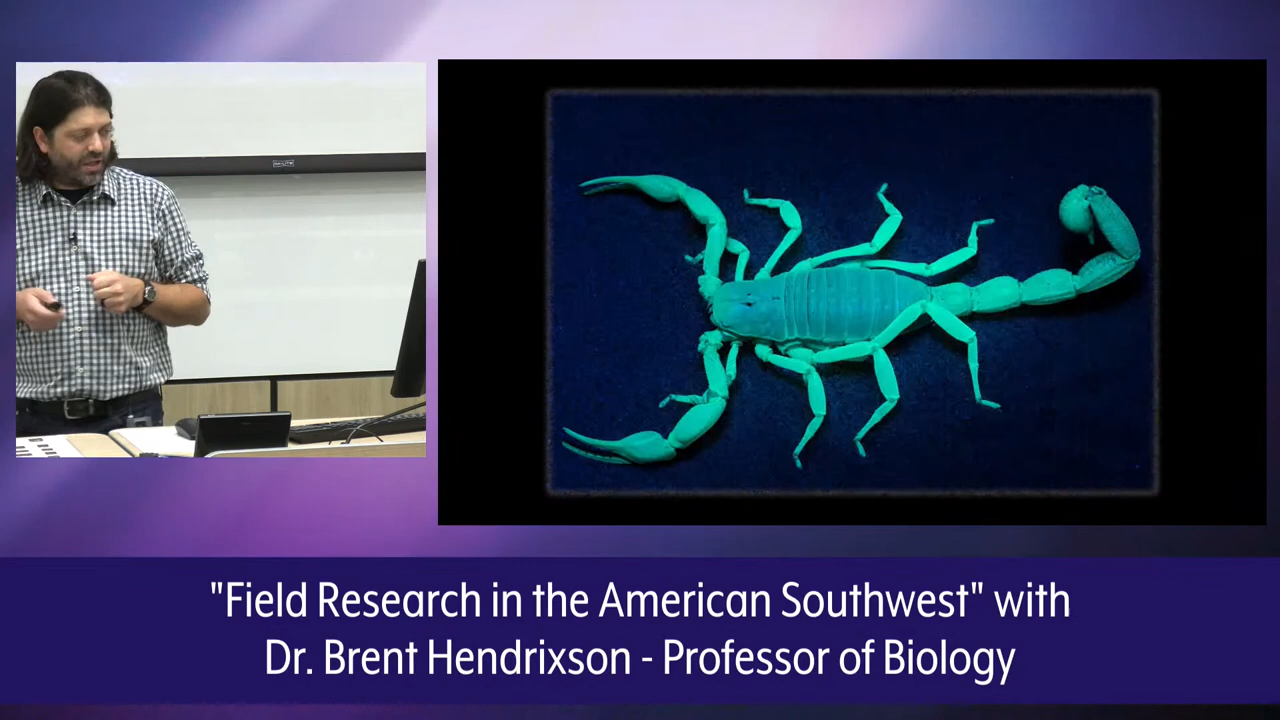 "Field Research in the American Southwest" with
Dr. Brent Hendrixson - Professor of Biology